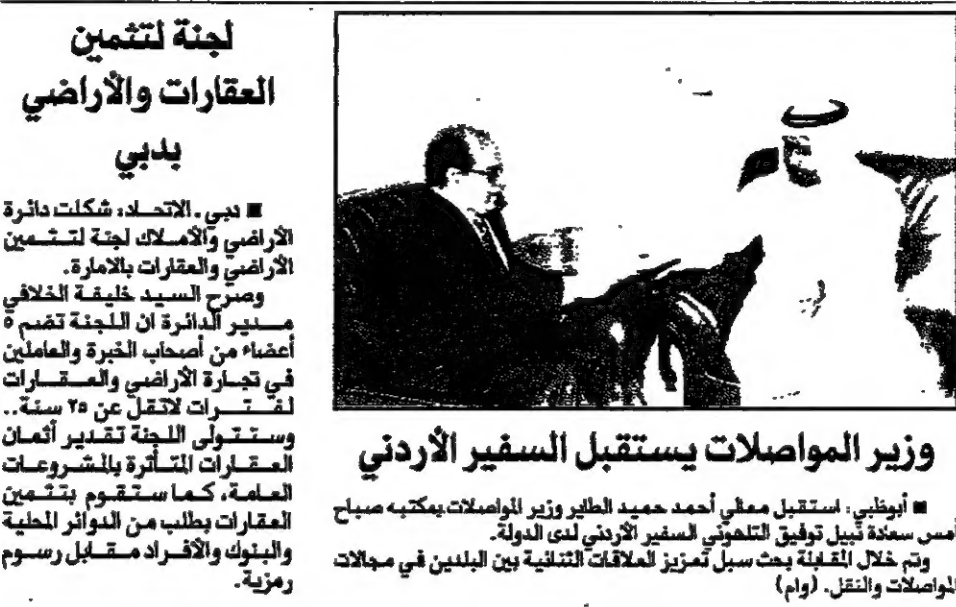 وزير المواصلات يستقبل السفير الأردني
■ أبوظبي: استقبل معالي أحمد حميد الطاير وزير المواصلات بمكتبه صباح
أمس سعادة نبيل توفيق التلهوني السفير الأردني لدى الدولة.
وتم خلال المقابلة بحث سبل تعزيز العلاقات الثنائية بين البلدين في مجالات
المواصلات والنقل. (وام)
لجنة لتثمين
العقارات والأراضي
بدبي
■ دبي ـ الاتحاد: شكلت دائرة
الأراضي والأملاك لجنة لتثمين
الأراضي والعقارات بالامارة.
وصرح السيد خليفة الخلافي
مدير الدائرة ان اللجنة تضم ٥
أعضاء من أصحاب الخبرة والعاملين
في تجارة الأراضي والعقارات
لفترات لاتقل عن ٢٥ سنة..
وستتولى اللجنة تقدير أثمان
العقارات المتأثرة بالمشروعات
العامة، كما ستقوم بتثمين
العقارات بطلب من الدوائر المحلية
والبنوك والأفراد مقابل رسوم
رمزية.